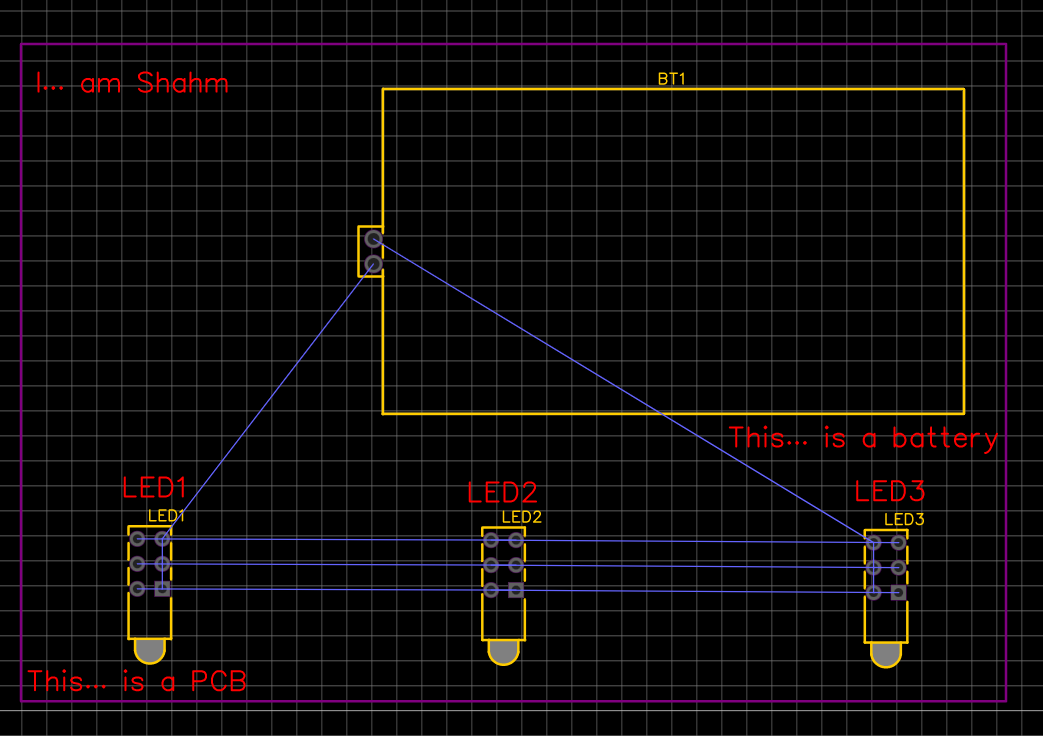 I... am Shahm
BT1
This... is a battery
LED1
LED2
LED3
LED1
LED2
LED3
This... is a PCB